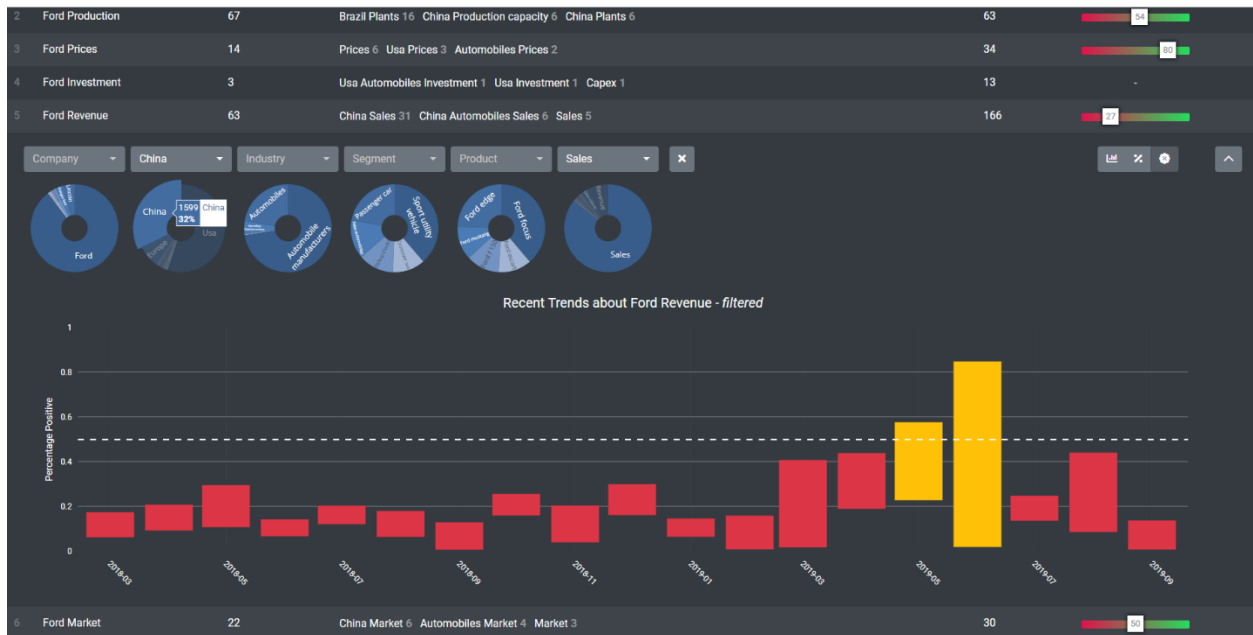 2 Ford Production 67 Brazil Plants 16 China Production capacity 6 China Plants 6 63 54
3 Ford Prices 14 Prices 6 Usa Prices 3 Automobiles Prices 2 34 80
4 Ford Investment 3 Usa Automobiles Investment 1 Usa Investment 1 Capex 1 13 -
5 Ford Revenue 63 China Sales 31 China Automobiles Sales 6 Sales 5 166 27
Company China Industry Segment Product Sales
Lincoln
Ford
China
1599 China
32%
Usa
Europe
Automobiles
Automobile manufacturers
Passenger car
Sport utility vehicle
Ford edge
Ford focus
Ford mustang
Revenue
Sales
Recent Trends about Ford Revenue - filtered
Percentage Positive
1
0.8
0.6
0.4
0.2
0
2018-03 2018-05 2018-07 2018-09 2018-11 2019-01 2019-03 2019-05 2019-07 2019-09
6 Ford Market 22 China Market 6 Automobiles Market 4 Market 3 30 50